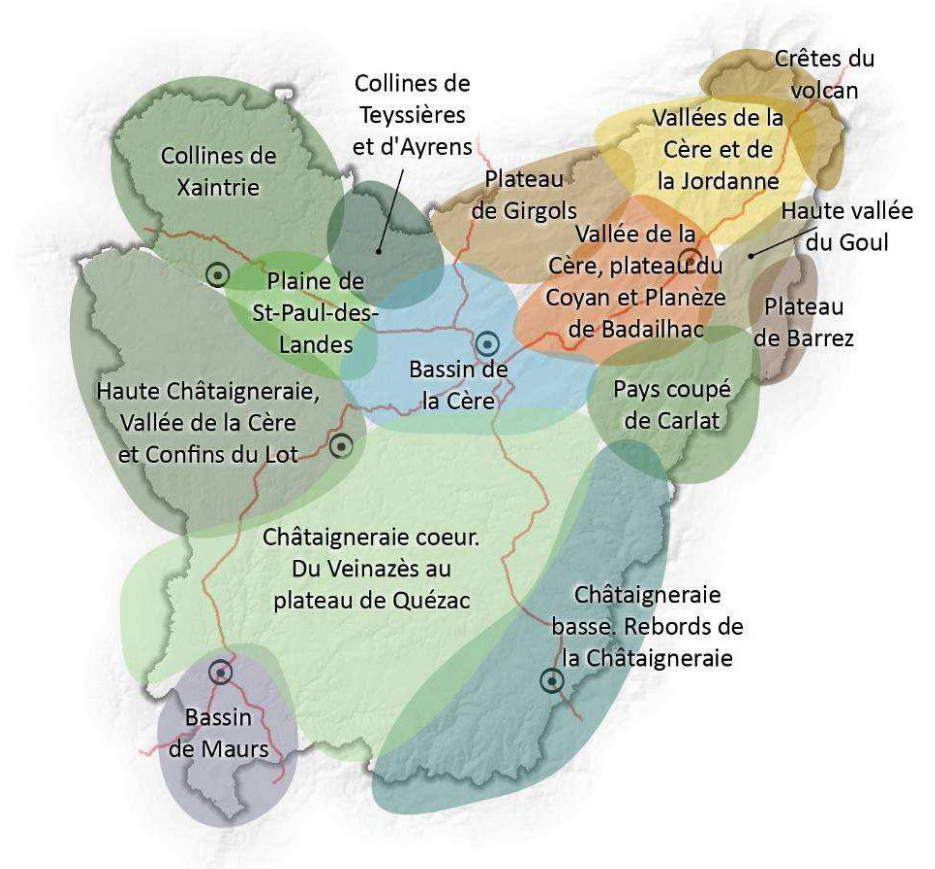 Crêtes du
volcan
Collines de
Teyssières
et d'Ayrens
Vallées de la
Cère et de
la Jordanne
Collines de
Xaintrie
Plateau
de Girgols
Haute vallée
du Goul
Vallée de la
Cère, plateau du
Coyan et Planèze
de Badailhac
Plaine de
St-Paul-des-
Landes
Plateau
de Barrez
Bassin de
la Cère
Haute Châtaigneraie,
Vallée de la Cère
et Confins du Lot
Pays coupé
de Carlat
Châtaigneraie coeur.
Du Veinazès au
plateau de Quézac
Châtaigneraie
basse. Rebords de
la Châtaigneraie
Bassin
de Maurs